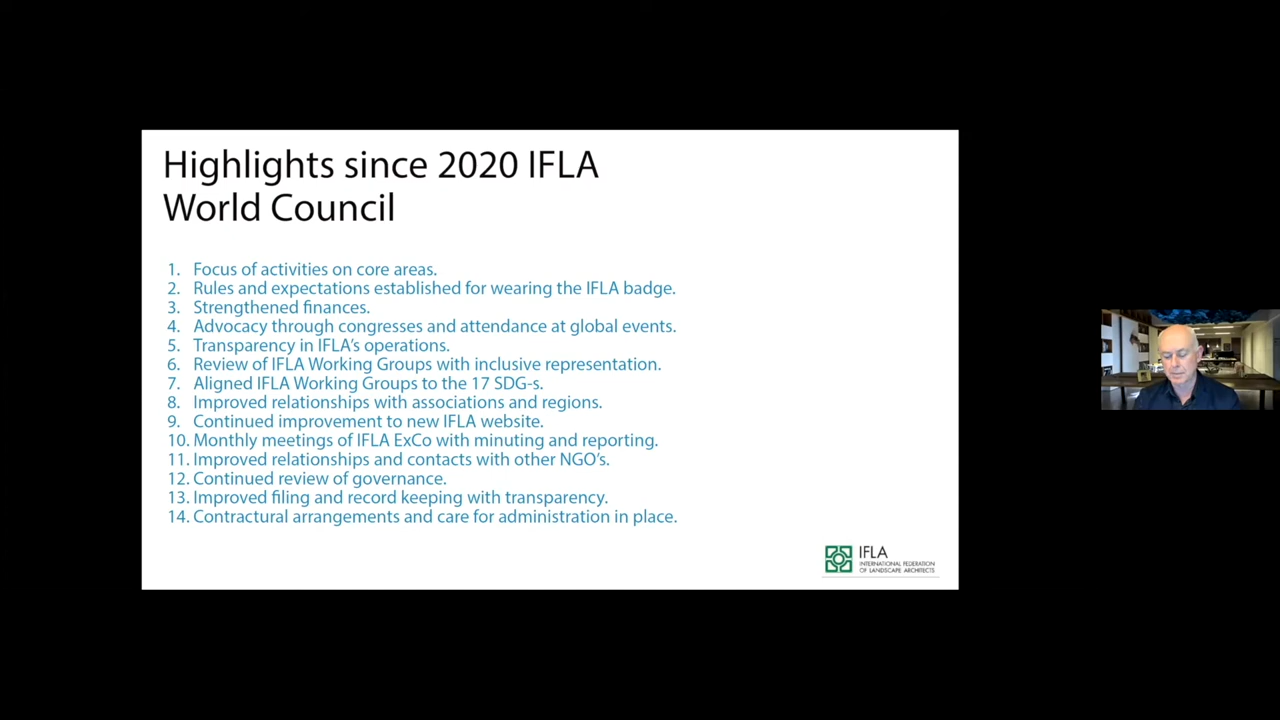 Highlights since 2020 IFLA
World Council
1. Focus of activities on core areas.
2. Rules and expectations established for wearing the IFLA badge.
3. Strengthened finances.
4. Advocacy through congresses and attendance at global events.
5. Transparency in IFLA's operations.
6. Review of IFLA Working Groups with inclusive representation.
7. Aligned IFLA Working Groups to the 17 SDG-s.
8. Improved relationships with associations and regions.
9. Continued improvement to new IFLA website.
10. Monthly meetings of IFLA ExCo with minuting and reporting.
11. Improved relationships and contacts with other NGO's.
12. Continued review of governance.
13. Improved filing and record keeping with transparency.
14. Contractural arrangements and care for administration in place.
IFLA
INTERNATIONAL FEDERATION
OF LANDSCAPE ARCHITECTS